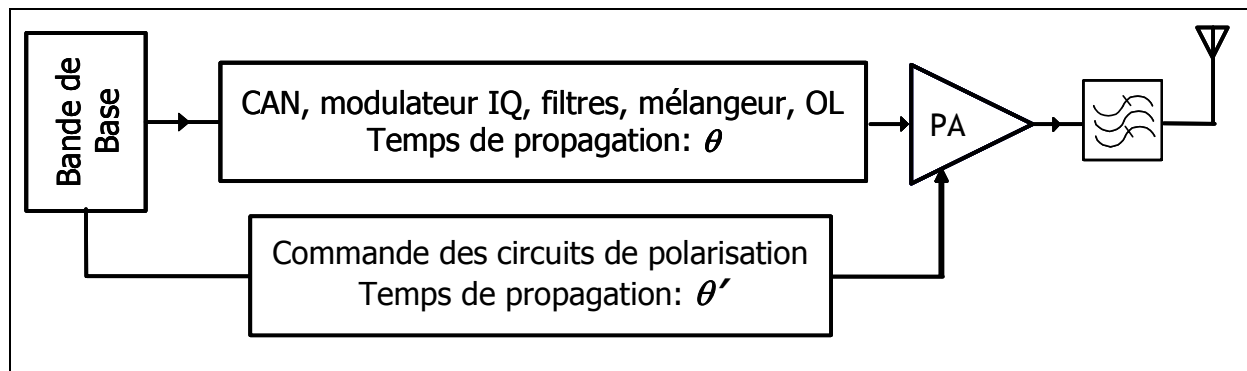 Bande de
Base
CAN, modulateur IQ, filtres, mélangeur, OL
Temps de propagation: θ
PA
Commande des circuits de polarisation
Temps de propagation: θ'